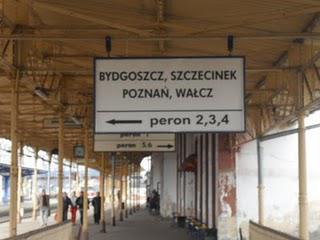 BYDGOSZCZ, SZCZECINEK
POZNAŃ, WAŁCZ
peron 2,3,4
peron 5,6